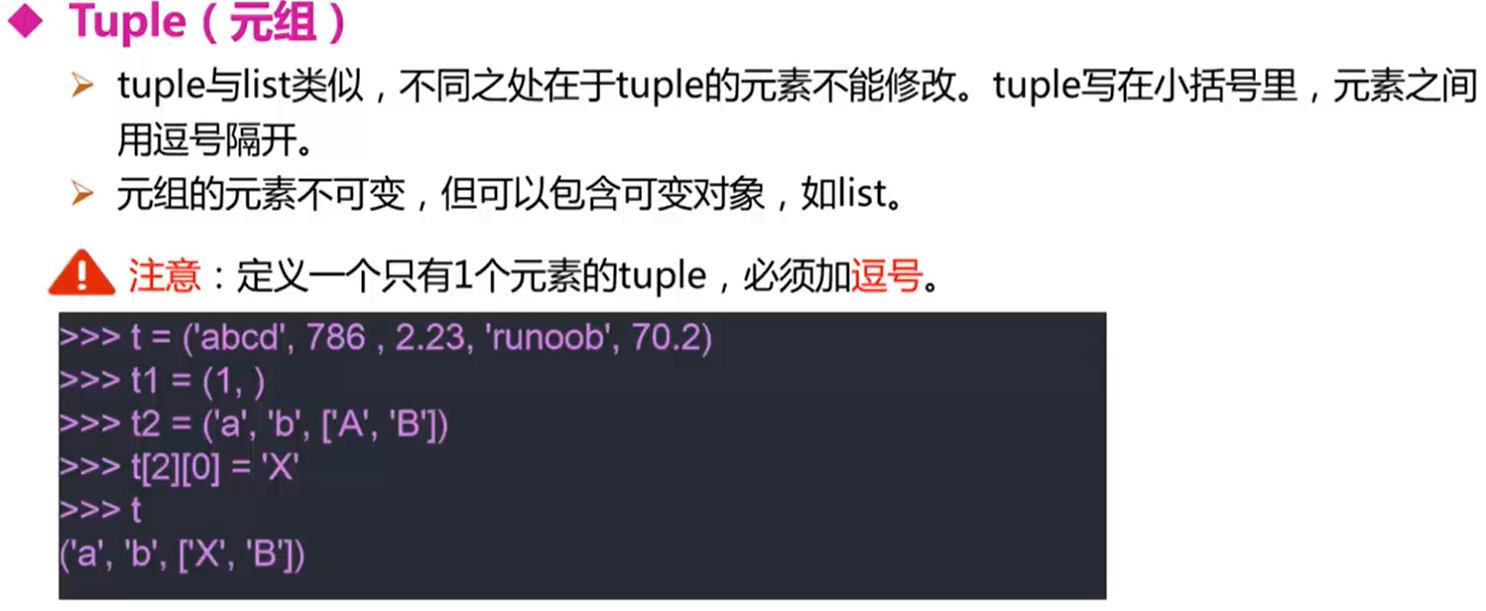 Tuple（元组）
tuple与list类似，不同之处在于tuple的元素不能修改。tuple写在小括号里，元素之间
用逗号隔开。
元组的元素不可变，但可以包含可变对象，如list。
注意：定义一个只有1个元素的tuple，必须加逗号。
>>> t = ('abcd', 786 , 2.23, 'runoob', 70.2)
>>> t1 = (1, )
>>> t2 = ('a', 'b', ['A', 'B'])
>>> t[2][0] = 'X'
>>> t
('a', 'b', ['X', 'B'])